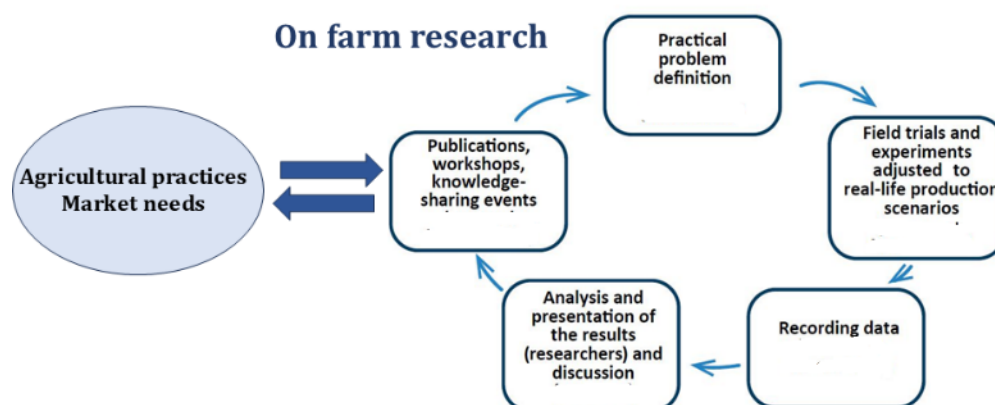 On farm research
Practical
problem
definition
Field trials and
experiments
adjusted to
real-life production
scenarios
Recording data
Analysis and
presentation of
the results
(researchers) and
discussion
Publications,
workshops,
knowledge-
sharing events
Agricultural practices
Market needs